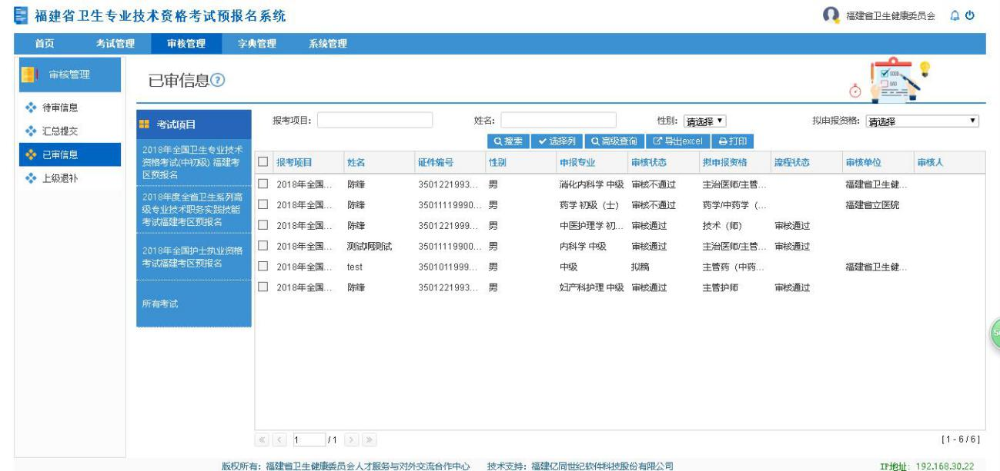 福建省卫生专业技术资格考试预报名系统
福建省卫生健康委员会
首页 考试管理 审核管理 字典管理 系统管理
审核管理
待审信息
汇总提交
已审信息
上级退补
已审信息?
GOOD
BAD
考试项目
2018年全国卫生专业技术
资格考试(中初级) 福建考
区预报名
2018年度全省卫生系列高
级专业技术职务实践技能
考试福建考区预报名
2018年全国护士执业资格
考试福建考区预报名
所有考试
报考项目: 姓名: 性别: 请选择 拟申报资格: 请选择
搜索 选择列 高级查询 导出excel 打印
报考项目 姓名 证件编号 性别 申报专业 审核状态 拟申报资格 流程状态 审核单位 审核人
2018年全国... 陈锋 3501221993... 男 消化内科学 中级 审核不通过 主治医师/主管... 福建省卫生健...
2018年全国... 陈锋 35011119990... 男 药学 初级 (士) 审核不通过 药学/中药学 (... 福建省立医院
2018年全国... 陈锋 3501221999... 男 中医护理学 初... 审核通过 技术 (师) 审核通过
2018年全国... 测试啊测试 35011119900... 男 内科学 中级 审核通过 主治医师/主管... 审核通过
2018年全国... test 3501011999... 男 中级 拟稿 主管药 (中药... 福建省卫生健...
2018年全国... 陈锋 3501221993... 男 妇产科护理 中级 审核通过 主管护师 审核通过
1 /1 [1 - 6 / 6]
版权所有: 福建省卫生健康委员会人才服务与对外交流合作中心 技术支持: 福建亿同世纪软件科技股份有限公司 IP地址: 192.168.30.22